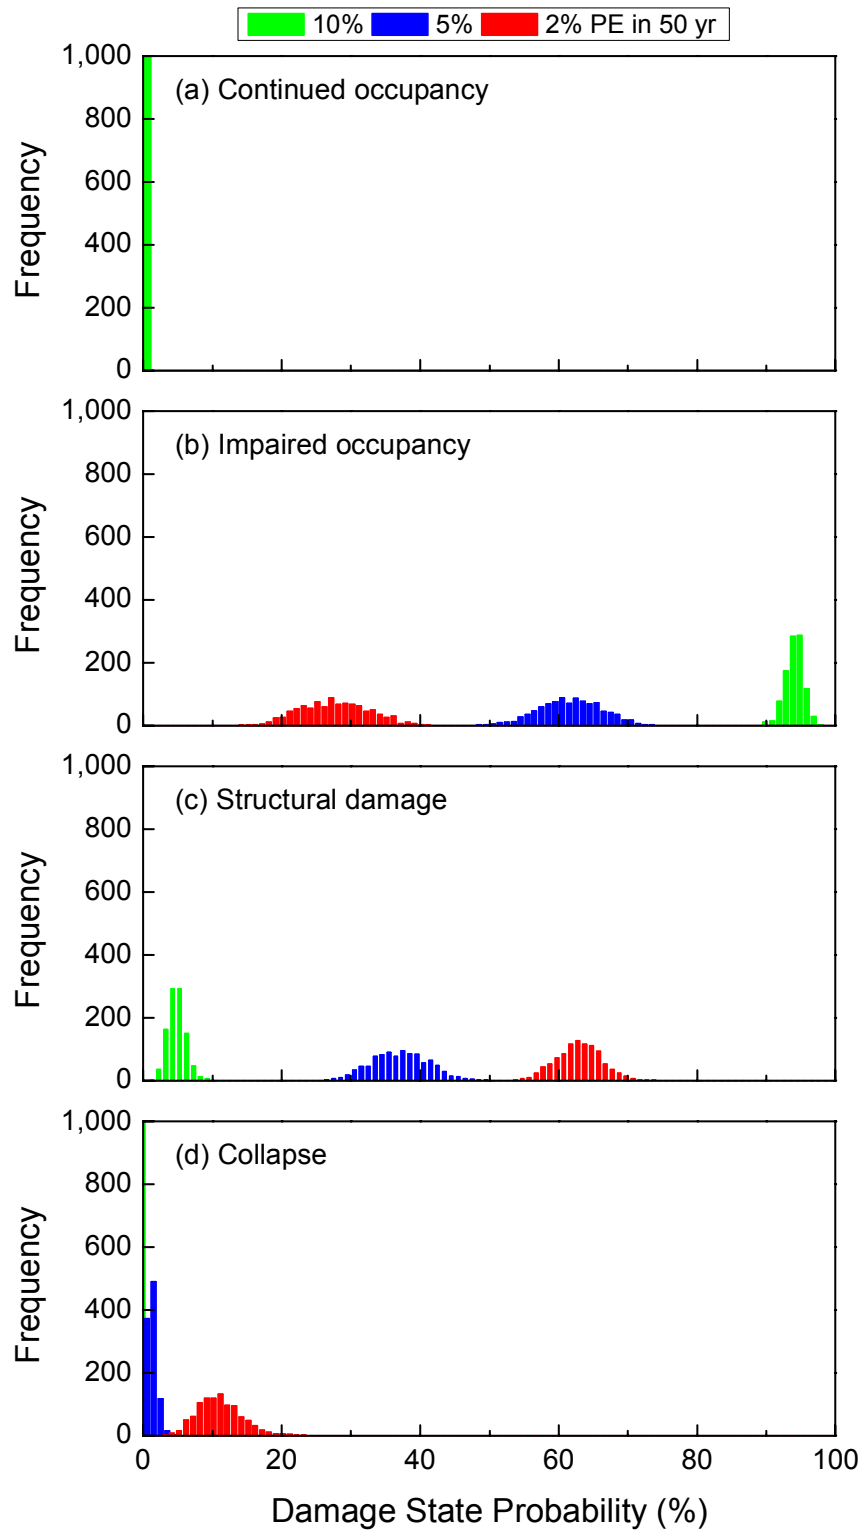 10% 5% 2% PE in 50 yr
1,000
(a) Continued occupancy
800
600
400
200
0
Frequency
1,000
(b) Impaired occupancy
800
600
400
200
0
Frequency
1,000
(c) Structural damage
800
600
400
200
0
Frequency
1,000
(d) Collapse
800
600
400
200
0
Frequency
0 20 40 60 80 100
Damage State Probability (%)